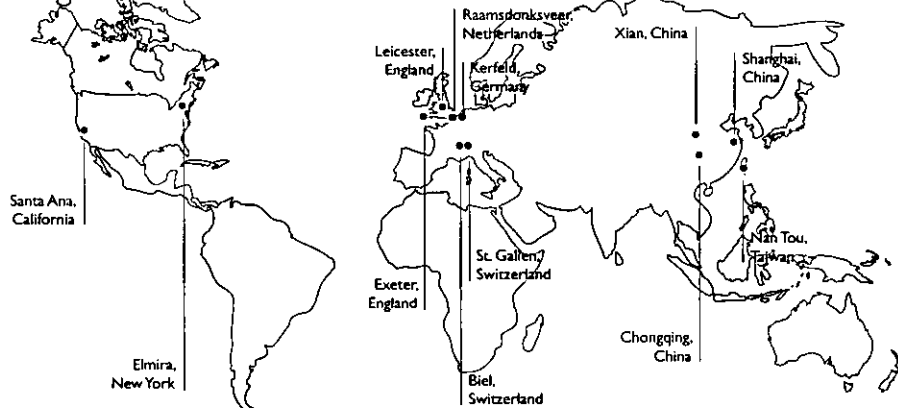 Raamsdonksveer,
Netherlands
Leicester,
England
Kerfeld,
Germany
Xian, China
Shanghai,
China
Santa Ana,
California
Exeter,
England
St. Gallen,
Switzerland
Nan Tou,
Taiwan
Elmira,
New York
Biel,
Switzerland
Chongqing,
China